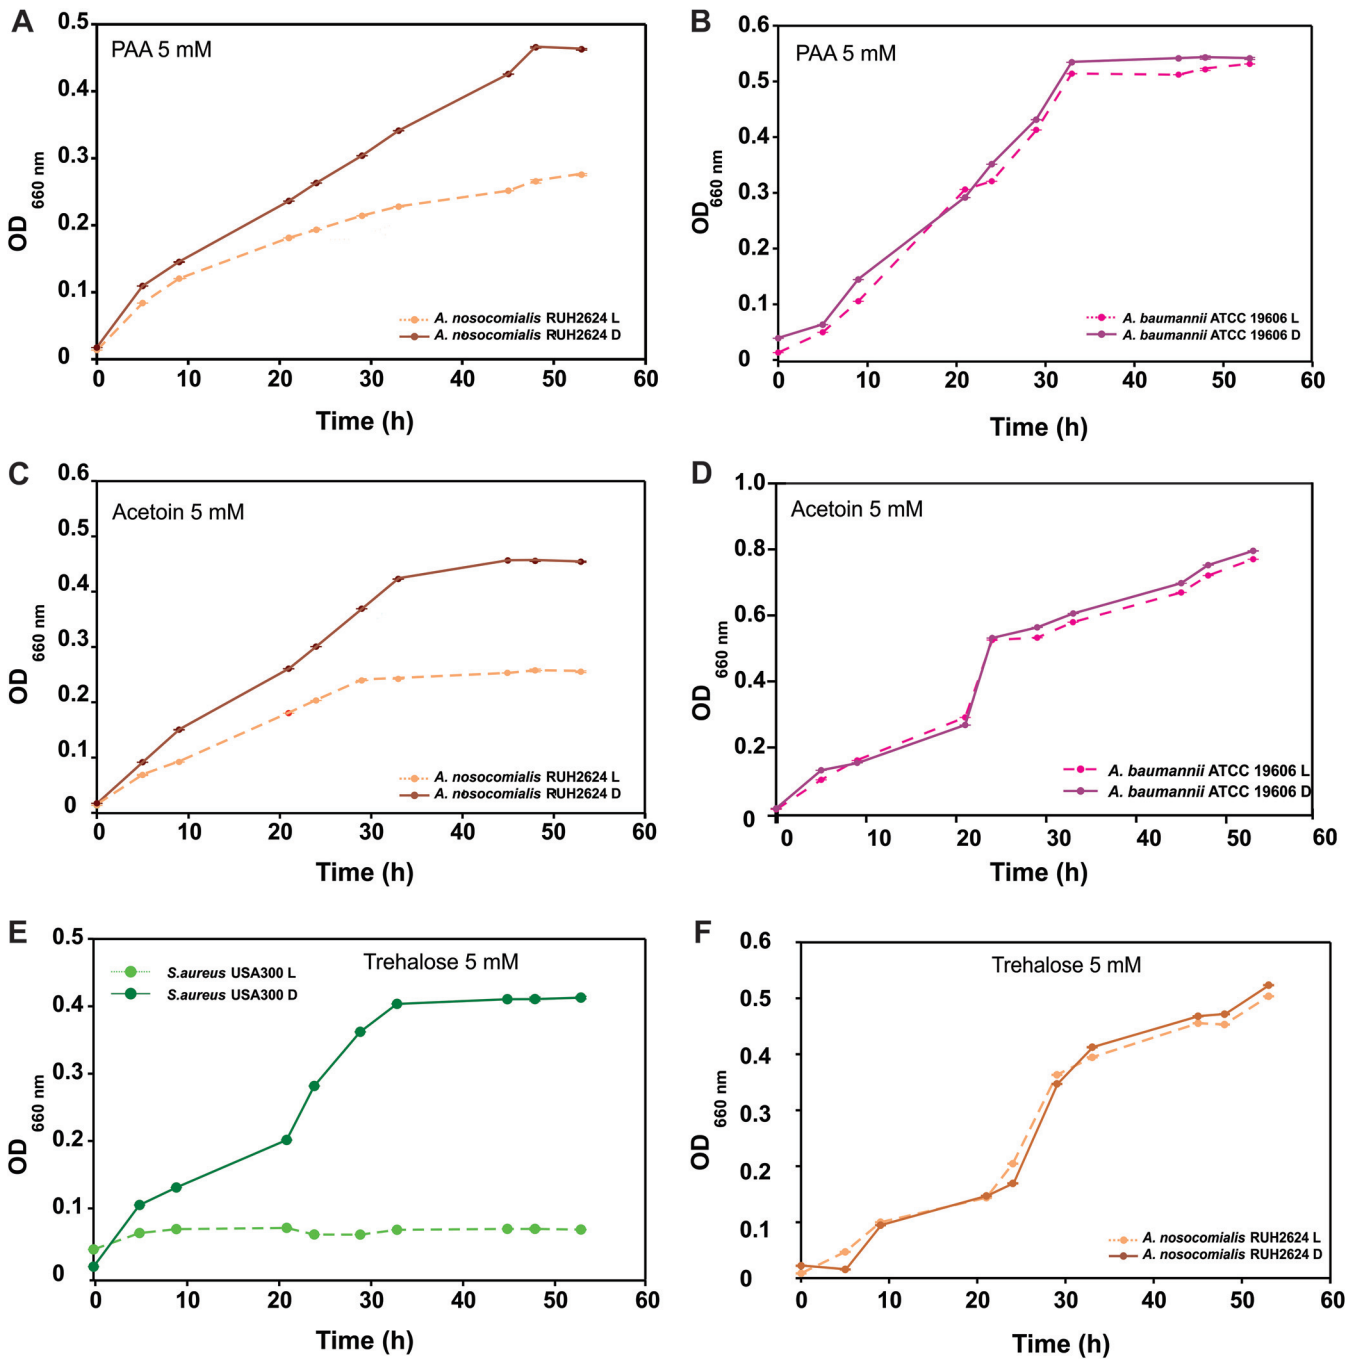 A
PAA 5 mM
0.5
0.4
0.3
0.2
0.1
0
OD 660 nm
0 10 20 30 40 50 60
Time (h)
A. nosocomialis RUH2624 L
A. nosocomialis RUH2624 D
B
PAA 5 mM
0.6
0.5
0.4
0.3
0.2
0.1
0
OD 660 nm
0 10 20 30 40 50 60
Time (h)
A. baumannii ATCC 19606 L
A. baumannii ATCC 19606 D
C
Acetoin 5 mM
0.6
0.5
0.4
0.3
0.2
0.1
0
OD 660 nm
0 10 20 30 40 50 60
Time (h)
A. nosocomialis RUH2624 L
A. nosocomialis RUH2624 D
D
Acetoin 5 mM
1.0
0.8
0.6
0.4
0.2
0
OD 660 nm
0 10 20 30 40 50 60
Time (h)
A. baumannii ATCC 19606 L
A. baumannii ATCC 19606 D
E
Trehalose 5 mM
S.aureus USA300 L
S.aureus USA300 D
0.5
0.4
0.3
0.2
0.1
0
OD 660 nm
0 10 20 30 40 50 60
Time (h)
F
Trehalose 5 mM
0.6
0.5
0.4
0.3
0.2
0.1
0
OD 660 nm
0 10 20 30 40 50 60
Time (h)
A. nosocomialis RUH2624 L
A. nosocomialis RUH2624 D